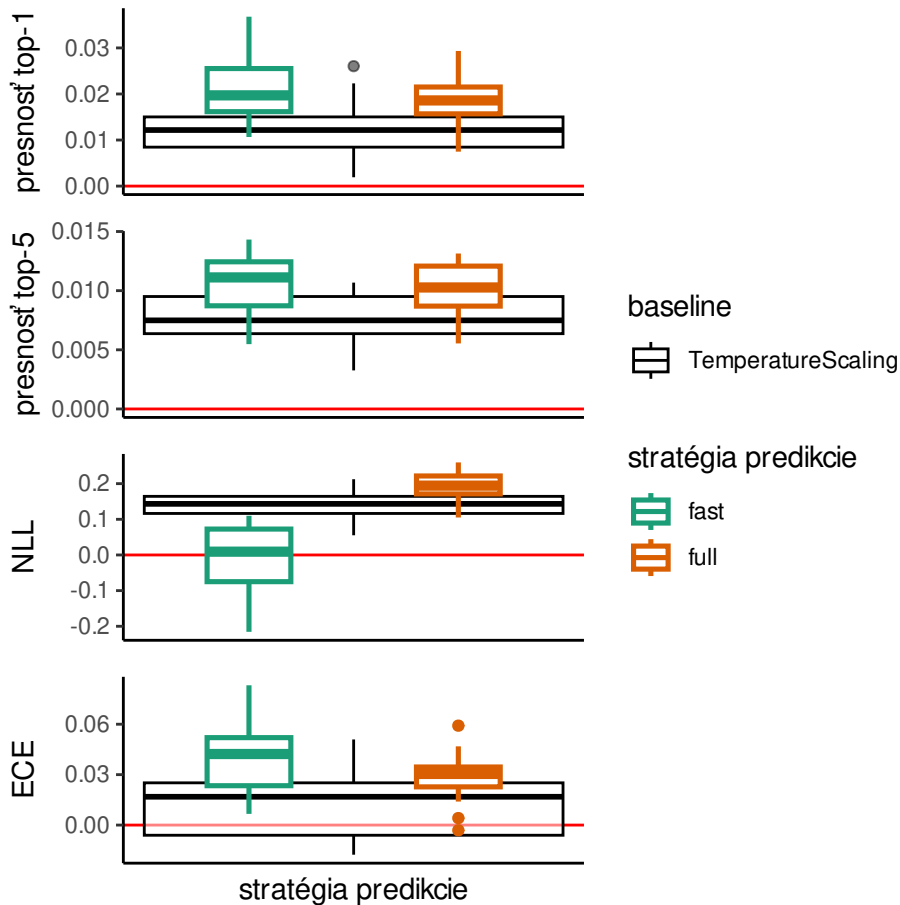 presnosť top-1
0.03
0.02
0.01
0.00
presnosť top-5
0.015
0.010
0.005
0.000
NLL
0.2
0.1
0.0
-0.1
-0.2
ECE
0.06
0.03
0.00
stratégia predikcie
baseline
TemperatureScaling
stratégia predikcie
fast
full